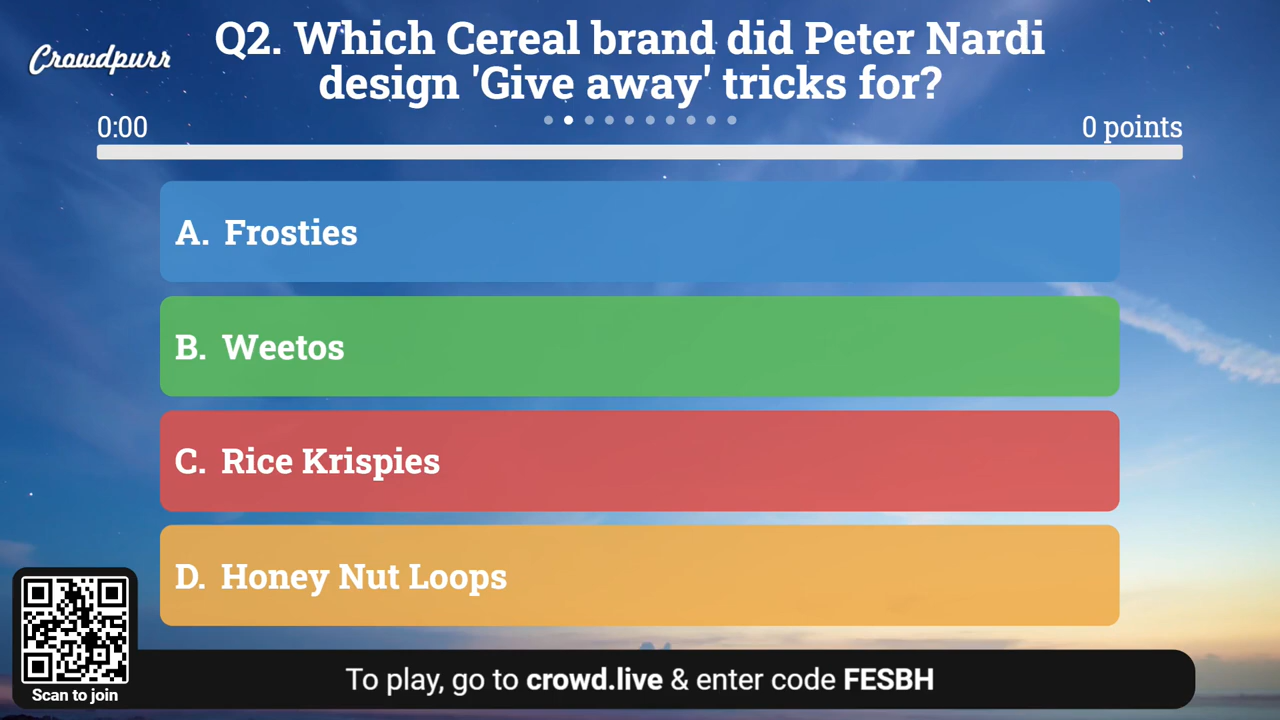 Crowdpurr
Q2. Which Cereal brand did Peter Nardi
design 'Give away' tricks for?
0:00
0 points
A. Frosties
B. Weetos
C. Rice Krispies
D. Honey Nut Loops
Scan to join
To play, go to crowd.live & enter code FESBH